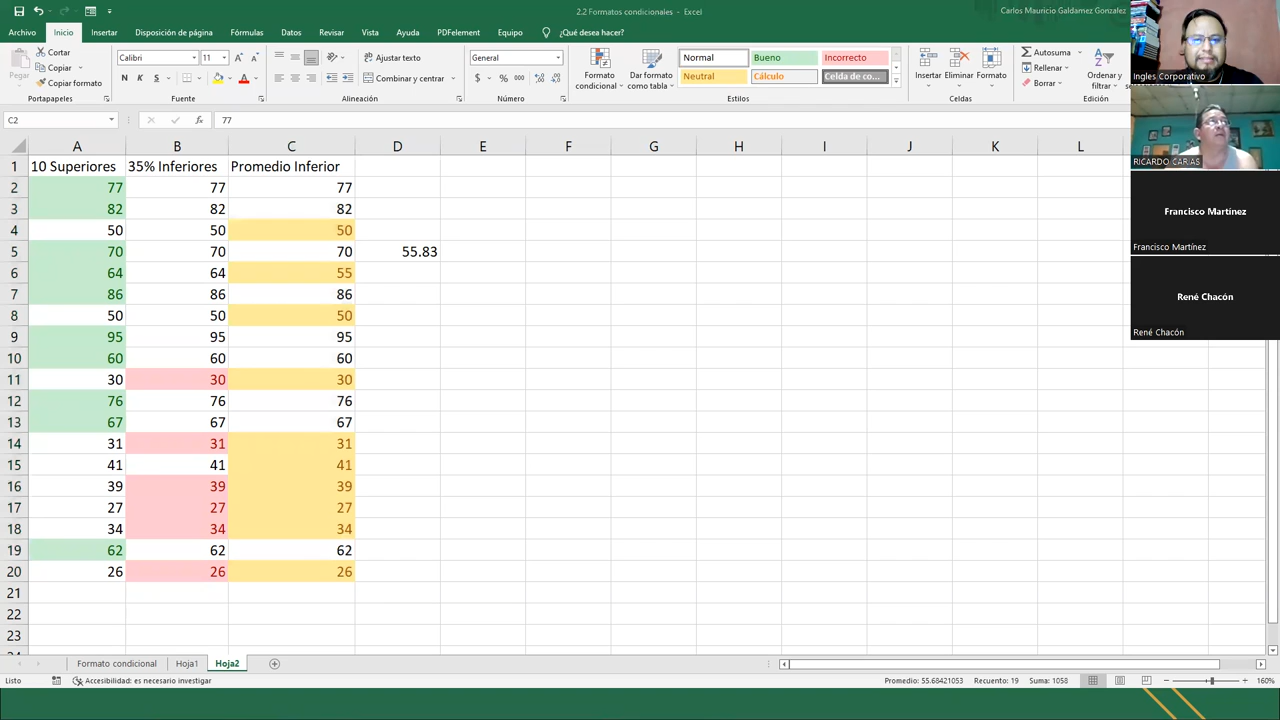 2.2 Formatos condicionales - Excel
Carlos Mauricio Galdamez Gonzalez
Archivo Inicio Insertar Disposición de página Fórmulas Datos Revisar Vista Ayuda PDFelement Equipo ¿Qué desea hacer?
Pegar
Cortar
Copiar
Copiar formato
Portapapeles
Calibri 11
N K S
Fuente
Ajustar texto
Combinar y centrar
Alineación
General
$ % 000
Número
Formato condicional
Dar formato como tabla
Normal Bueno Incorrecto
Neutral Cálculo Celda de co...
Estilos
Insertar Eliminar Formato
Celdas
Autosuma
Rellenar
Borrar
Ordenar y filtrar
Edición
C2 fx 77
A B C D E F G H I J K L
1 10 Superiores 35% Inferiores Promedio Inferior
2 77 77 77
3 82 82 82
4 50 50 50
5 70 70 70 55.83
6 64 64 55
7 86 86 86
8 50 50 50
9 95 95 95
10 60 60 60
11 30 30 30
12 76 76 76
13 67 67 67
14 31 31 31
15 41 41 41
16 39 39 39
17 27 27 27
18 34 34 34
19 62 62 62
20 26 26 26
21
22
23
Formato condicional Hoja1 Hoja2
Listo Accesibilidad: es necesario investigar Promedio: 55.68421053 Recuento: 19 Suma: 1058 160%
Ingles Corporativo
RICARDO CARIAS
Francisco Martínez
Francisco Martínez
René Chacón
René Chacón